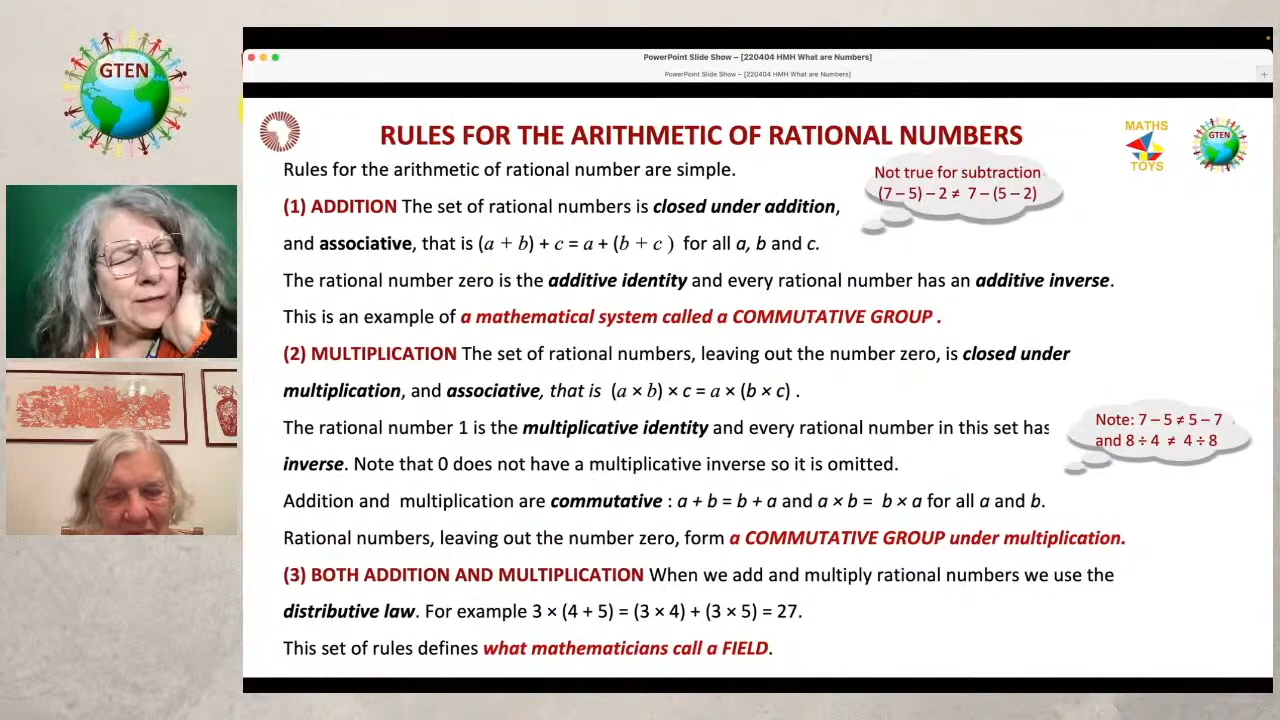 GTEN
PowerPoint Slide Show – [220404 HMH What are Numbers]
PowerPoint Slide Show – [220404 HMH What are Numbers]
RULES FOR THE ARITHMETIC OF RATIONAL NUMBERS
MATHS
TOYS
GTEN
Rules for the arithmetic of rational number are simple.
Not true for subtraction
(7 – 5) – 2 ≠ 7 – (5 – 2)
(1) ADDITION The set of rational numbers is closed under addition,
and associative, that is (a + b) + c = a + (b + c ) for all a, b and c.
The rational number zero is the additive identity and every rational number has an additive inverse.
This is an example of a mathematical system called a COMMUTATIVE GROUP .
(2) MULTIPLICATION The set of rational numbers, leaving out the number zero, is closed under
multiplication, and associative, that is (a × b) × c = a × (b × c) .
The rational number 1 is the multiplicative identity and every rational number in this set has
Note: 7 – 5 ≠ 5 – 7
and 8 ÷ 4 ≠ 4 ÷ 8
inverse. Note that 0 does not have a multiplicative inverse so it is omitted.
Addition and multiplication are commutative : a + b = b + a and a × b = b × a for all a and b.
Rational numbers, leaving out the number zero, form a COMMUTATIVE GROUP under multiplication.
(3) BOTH ADDITION AND MULTIPLICATION When we add and multiply rational numbers we use the
distributive law. For example 3 × (4 + 5) = (3 × 4) + (3 × 5) = 27.
This set of rules defines what mathematicians call a FIELD.